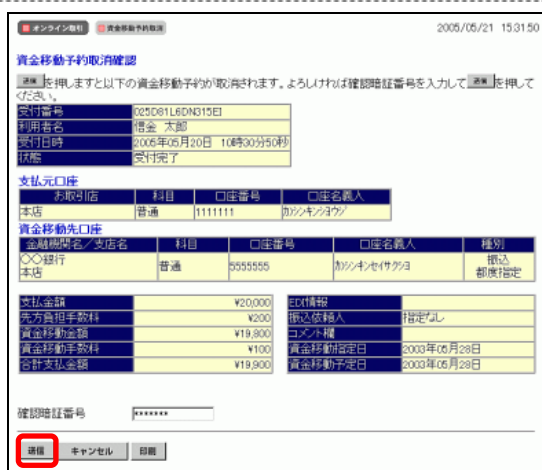 オンライン取引 資金移動予約取消 2005/05/21 15:31:50
資金移動予約取消確認
送信 を押しますと以下の資金移動予約が取消されます。よろしければ確認暗証番号を入力して 送信 を押して
ください。
受付番号 025D81L6DN315EI
利用者名 信金 太郎
受付日時 2005年05月20日 10時30分50秒
状態 受付完了
支払元口座
お取引店 科目 口座番号 口座名義人
本店 普通 1111111 カ)シンキンショウジ
資金移動先口座
金融機関名/支店名 科目 口座番号 口座名義人 種別
〇〇銀行
本店 普通 5555555 カ)シンキンセイサクショ 振込
都度指定
支払金額 ¥20,000 EDI情報
先方負担手数料 ¥200 振込依頼人 指定なし
資金移動金額 ¥19,800 コメント欄
資金移動手数料 ¥100 資金移動指定日 2003年05月28日
合計支払金額 ¥19,900 資金移動予定日 2003年05月28日
確認暗証番号 *******
送信 キャンセル 印刷